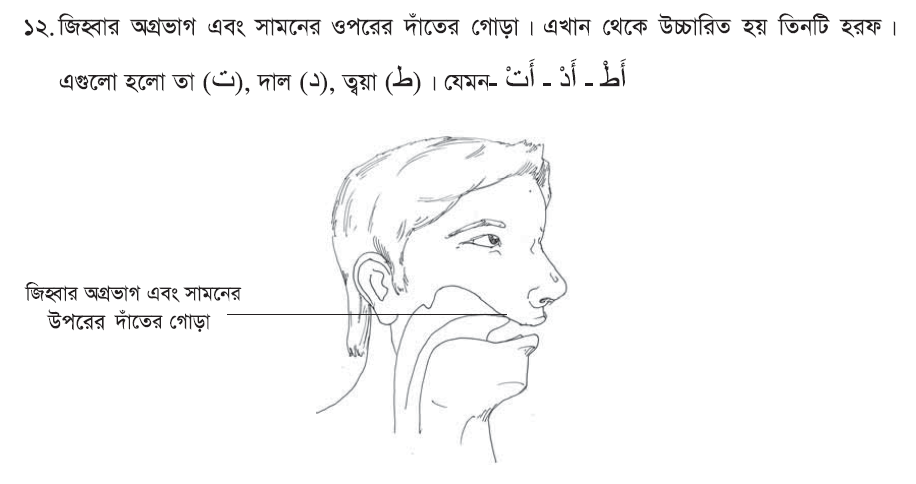 ১২. জিহ্বার অগ্রভাগ এবং সামনের ওপরের দাঁতের গোড়া । এখান থেকে উচ্চারিত হয় তিনটি হরফ ।
এগুলো হলো তা (ت), দাল (د), ত্বয়া (ط) । যেমন- أَتْ - أَدْ - أَطْ
জিহ্বার অগ্রভাগ এবং সামনের
উপরের দাঁতের গোড়া